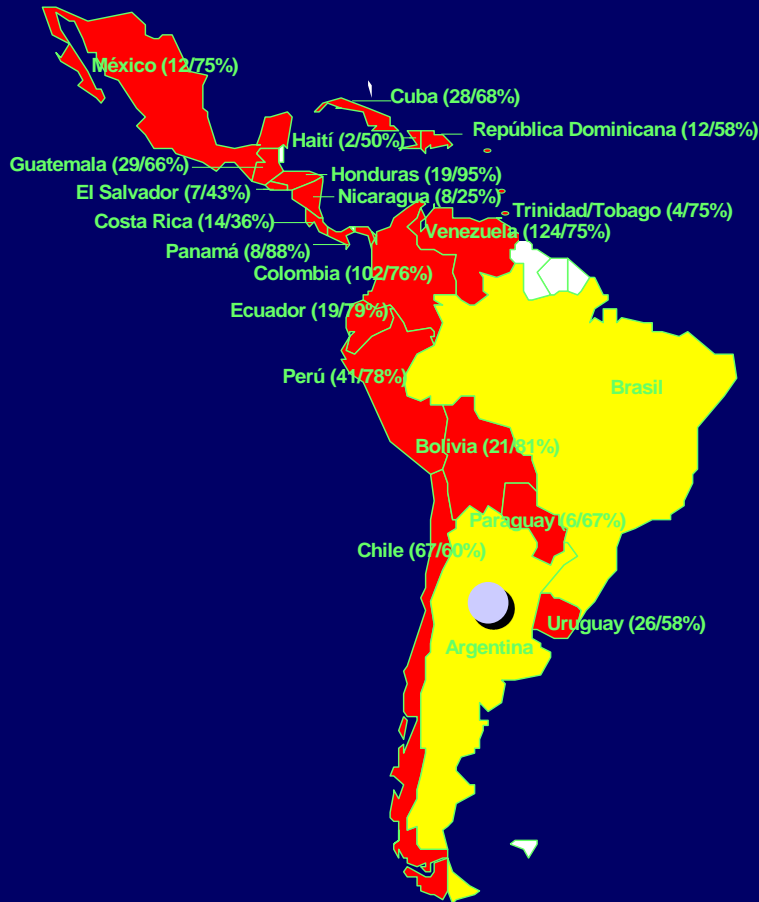 México (12/75%)
Cuba (28/68%)
República Dominicana (12/58%)
Haití (2/50%)
Guatemala (29/66%)
Honduras (19/95%)
El Salvador (7/43%)
Nicaragua (8/25%)
Trinidad/Tobago (4/75%)
Costa Rica (14/36%)
Venezuela (124/75%)
Panamá (8/88%)
Colombia (102/76%)
Ecuador (19/79%)
Perú (41/78%)
Brasil
Bolivia (21/81%)
Paraguay (6/67%)
Chile (67/60%)
Uruguay (26/58%)
Argentina